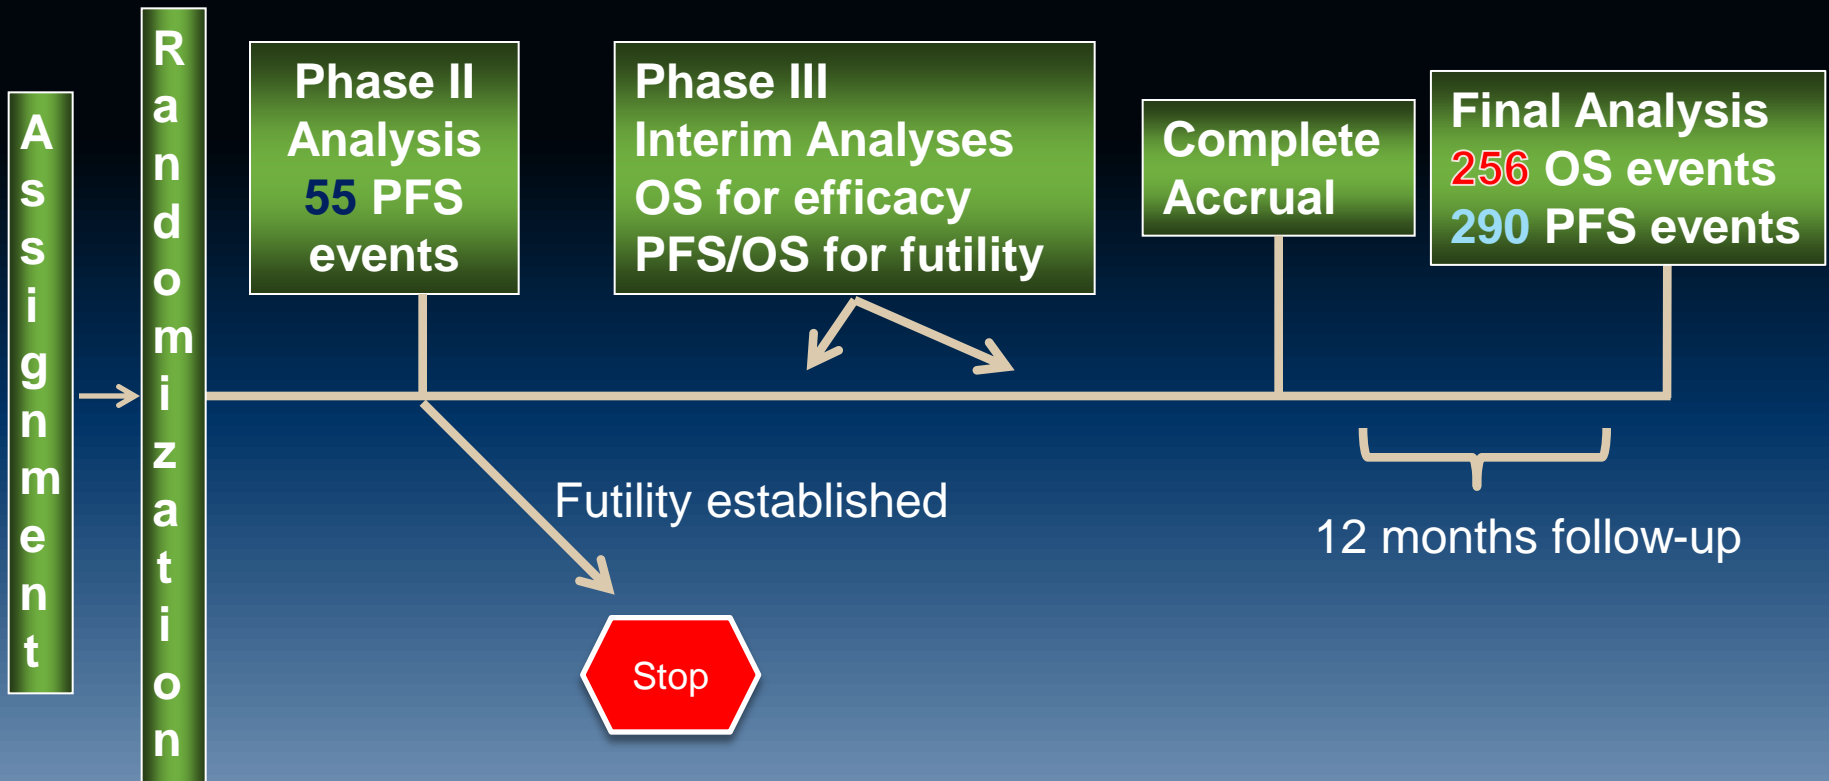 Assignment
Randomization
Phase II
Analysis
55 PFS
events
Phase III
Interim Analyses
OS for efficacy
PFS/OS for futility
Complete
Accrual
Final Analysis
256 OS events
290 PFS events
Futility established
12 months follow-up
Stop